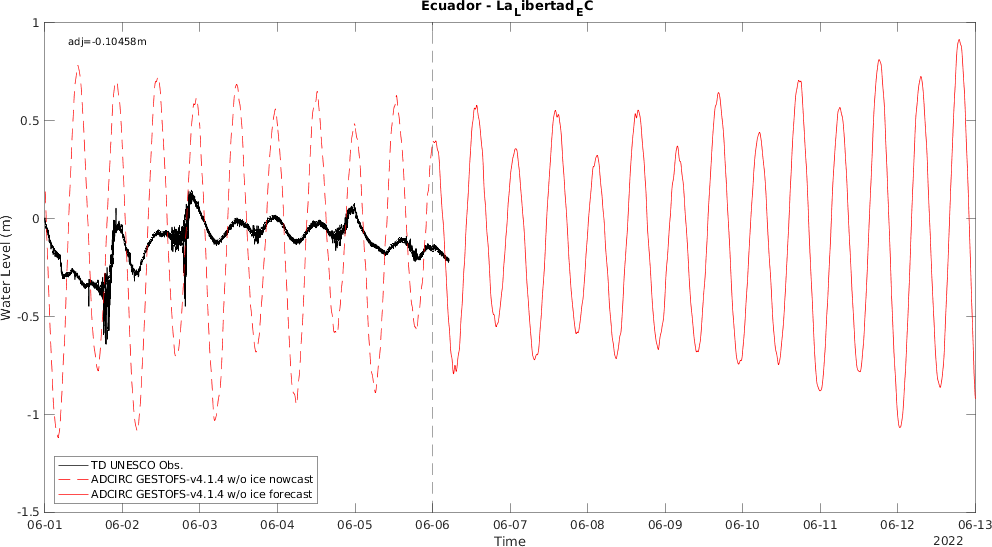 Ecuador - LaLibertadEC
adj=-0.10458m
1
0.5
0
-0.5
-1
-1.5
Water Level (m)
TD UNESCO Obs.
ADCIRC GESTOFS-v4.1.4 w/o ice nowcast
ADCIRC GESTOFS-v4.1.4 w/o ice forecast
06-01 06-02 06-03 06-04 06-05 06-06 06-07 06-08 06-09 06-10 06-11 06-12 06-13
Time
2022